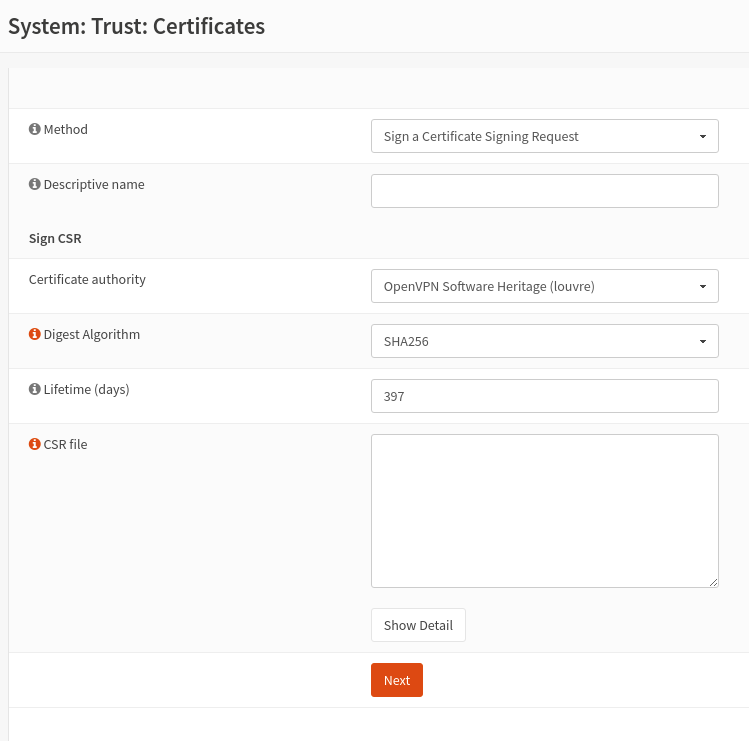 System: Trust: Certificates
Method
Sign a Certificate Signing Request
Descriptive name
Sign CSR
Certificate authority
OpenVPN Software Heritage (louvre)
Digest Algorithm
SHA256
Lifetime (days)
397
CSR file
Show Detail
Next